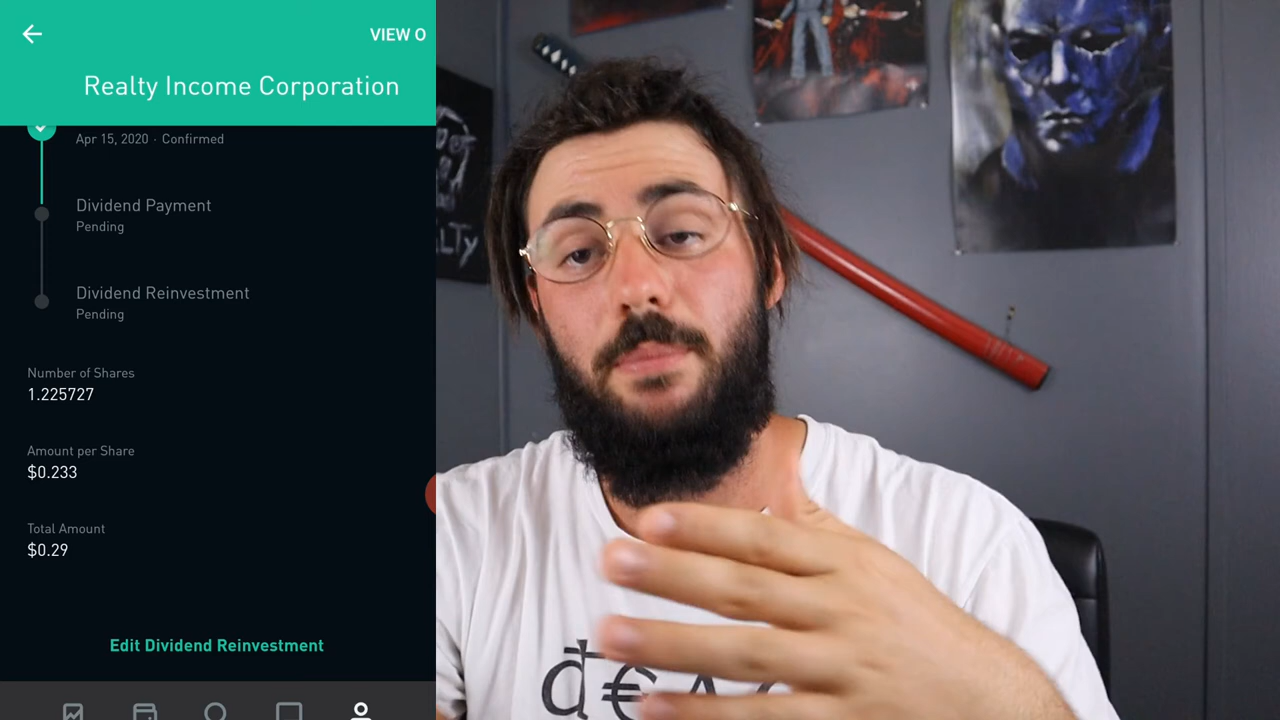 VIEW O
Realty Income Corporation
Apr 15, 2020 · Confirmed
Dividend Payment
Pending
Dividend Reinvestment
Pending
Number of Shares
1.225727
Amount per Share
$0.233
Total Amount
$0.29
Edit Dividend Reinvestment